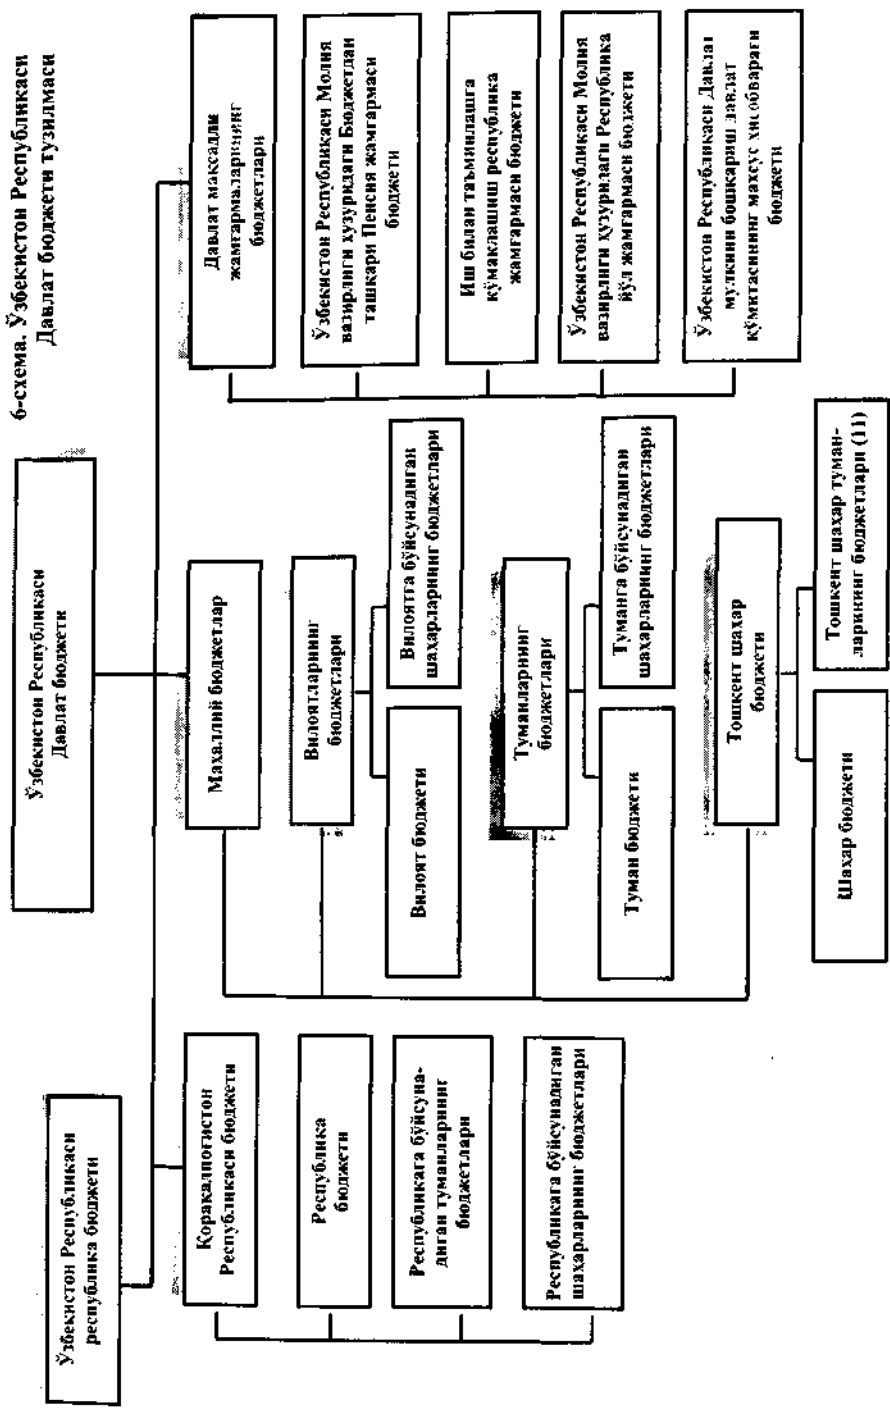 6-схема. Ўзбекистон Республикаси
Давлат бюджети тузилмаси
Ўзбекистон Республикаси
Давлат бюджети
Ўзбекистон Республикаси
республика бюджети
Қорақалпоғистон
Республикаси бюджети
Республика
бюджети
Республикага бўйсуна-
диган туманларнинг
бюджетлари
Республикага бўйсунадиган
шаҳарларнинг бюджетлари
Маҳаллий бюджетлар
Вилоятларнинг
бюджетлари
Вилоят бюджети
Вилоятга бўйсунадиган
шаҳарларнинг бюджетлари
Туманларнинг
бюджетлари
Туман бюджети
Туманга бўйсунадиган
шаҳарларнинг бюджетлари
Тошкент шаҳар
бюджети
Шаҳар бюджети
Тошкент шаҳар туман-
ларининг бюджетлари (11)
Давлат мақсадли
жамғармаларининг
бюджетлари
Ўзбекистон Республикаси Молия
вазирлиги ҳузуридаги Бюджетдан
ташқари Пенсия жамғармаси
бюджети
Иш билан таъминлашга
кўмаклашиш республика
жамғармаси бюджети
Ўзбекистон Республикаси Молия
вазирлиги ҳузуридаги Республика
йўл жамғармаси бюджети
Ўзбекистон Республикаси Давлат
мулкини бошқариш давлат
қўмитасининг махсус ҳисобварағи
бюджети